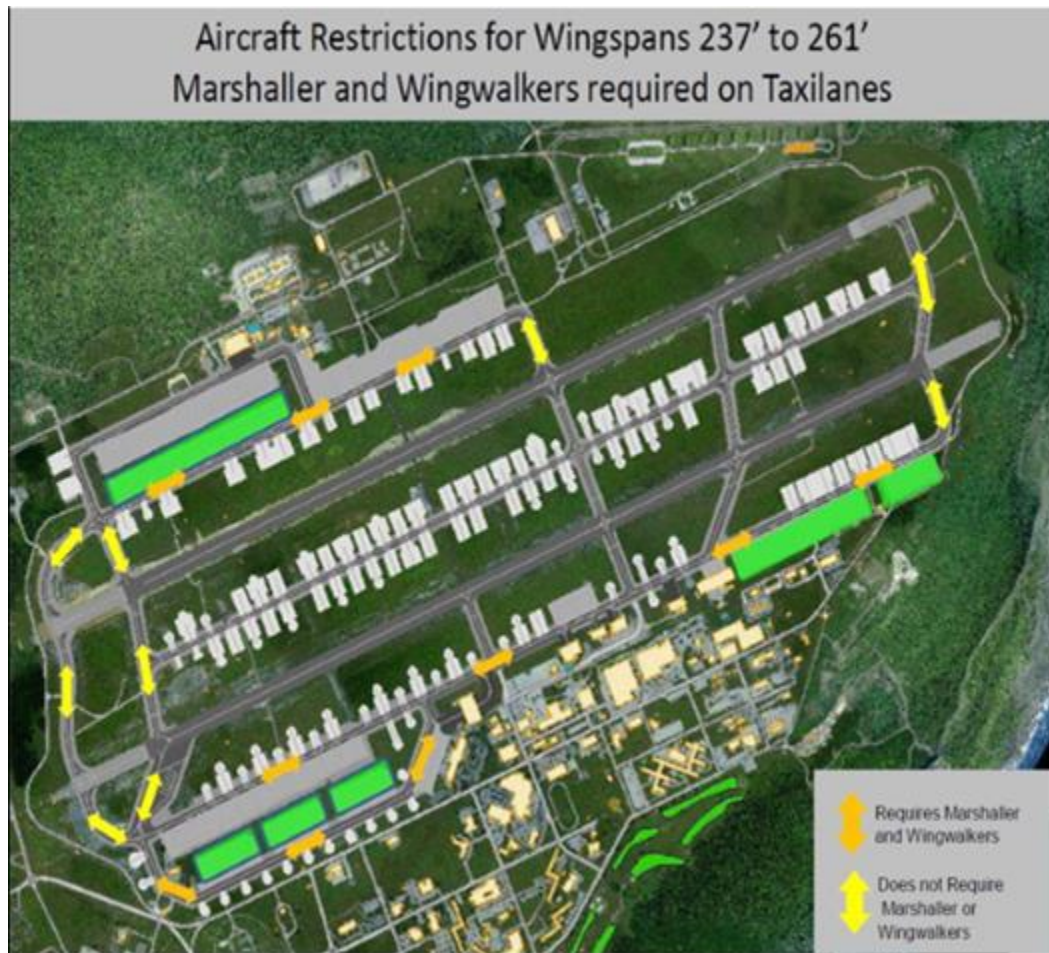 Aircraft Restrictions for Wingspans 237’ to 261’
Marshaller and Wingwalkers required on Taxilanes
Requires Marshaller
and Wingwalkers
Does not Require
Marshaller or
Wingwalkers